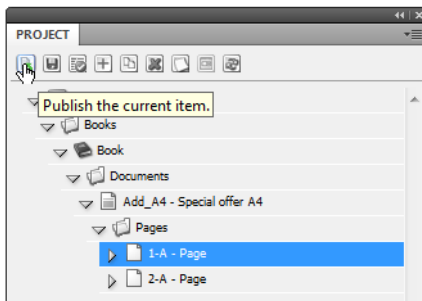 PROJECT
Publish the current item.
Books
Book
Documents
Add_A4 - Special offer A4
Pages
1-A - Page
2-A - Page